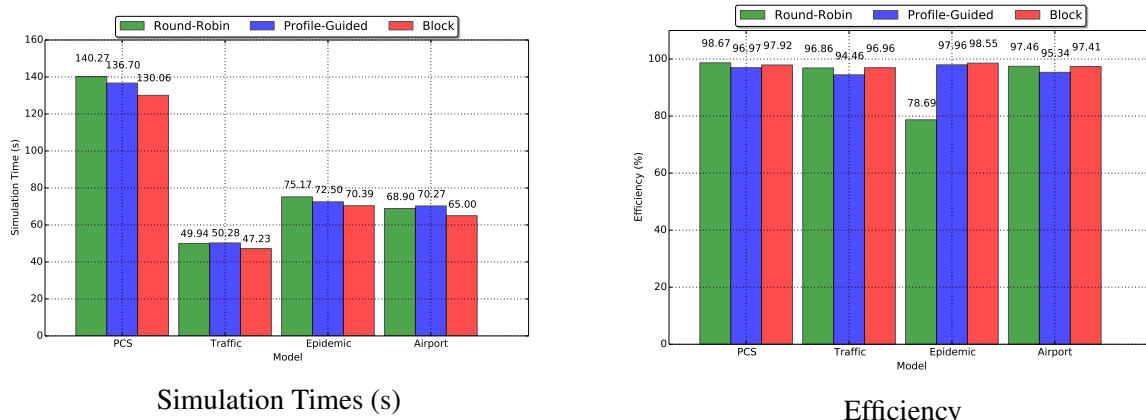 Round-Robin Profile-Guided Block
160
140
120
100
80
60
40
20
0
Simulation Time (s)
140.27 136.70 130.06
49.94 50.28 47.23
75.17 72.50 70.39
68.90 70.27 65.00
PCS Traffic Epidemic Airport
Model
Simulation Times (s)
Round-Robin Profile-Guided Block
100
80
60
40
20
0
Efficiency (%)
98.67 96.97 97.92
96.86 94.46 96.96
78.69 97.96 98.55
97.46 95.34 97.41
PCS Traffic Epidemic Airport
Model
Efficiency